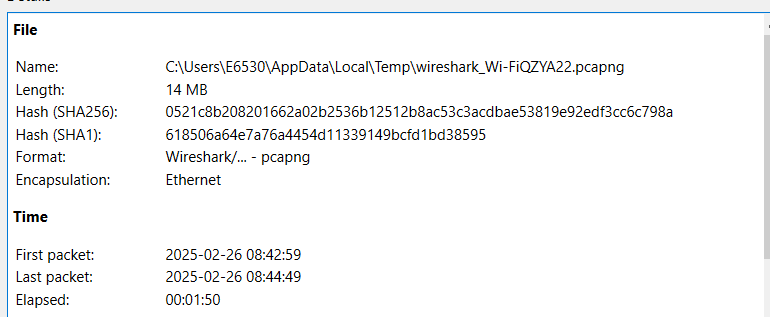 File
Name: C:\Users\E6530\AppData\Local\Temp\wireshark_Wi-FiQZYA22.pcapng
Length: 14 MB
Hash (SHA256): 0521c8b208201662a02b2536b12512b8ac53c3acdbae53819e92edf3cc6c798a
Hash (SHA1): 618506a64e7a76a4454d11339149bcfd1bd38595
Format: Wireshark/... - pcapng
Encapsulation: Ethernet
Time
First packet: 2025-02-26 08:42:59
Last packet: 2025-02-26 08:44:49
Elapsed: 00:01:50